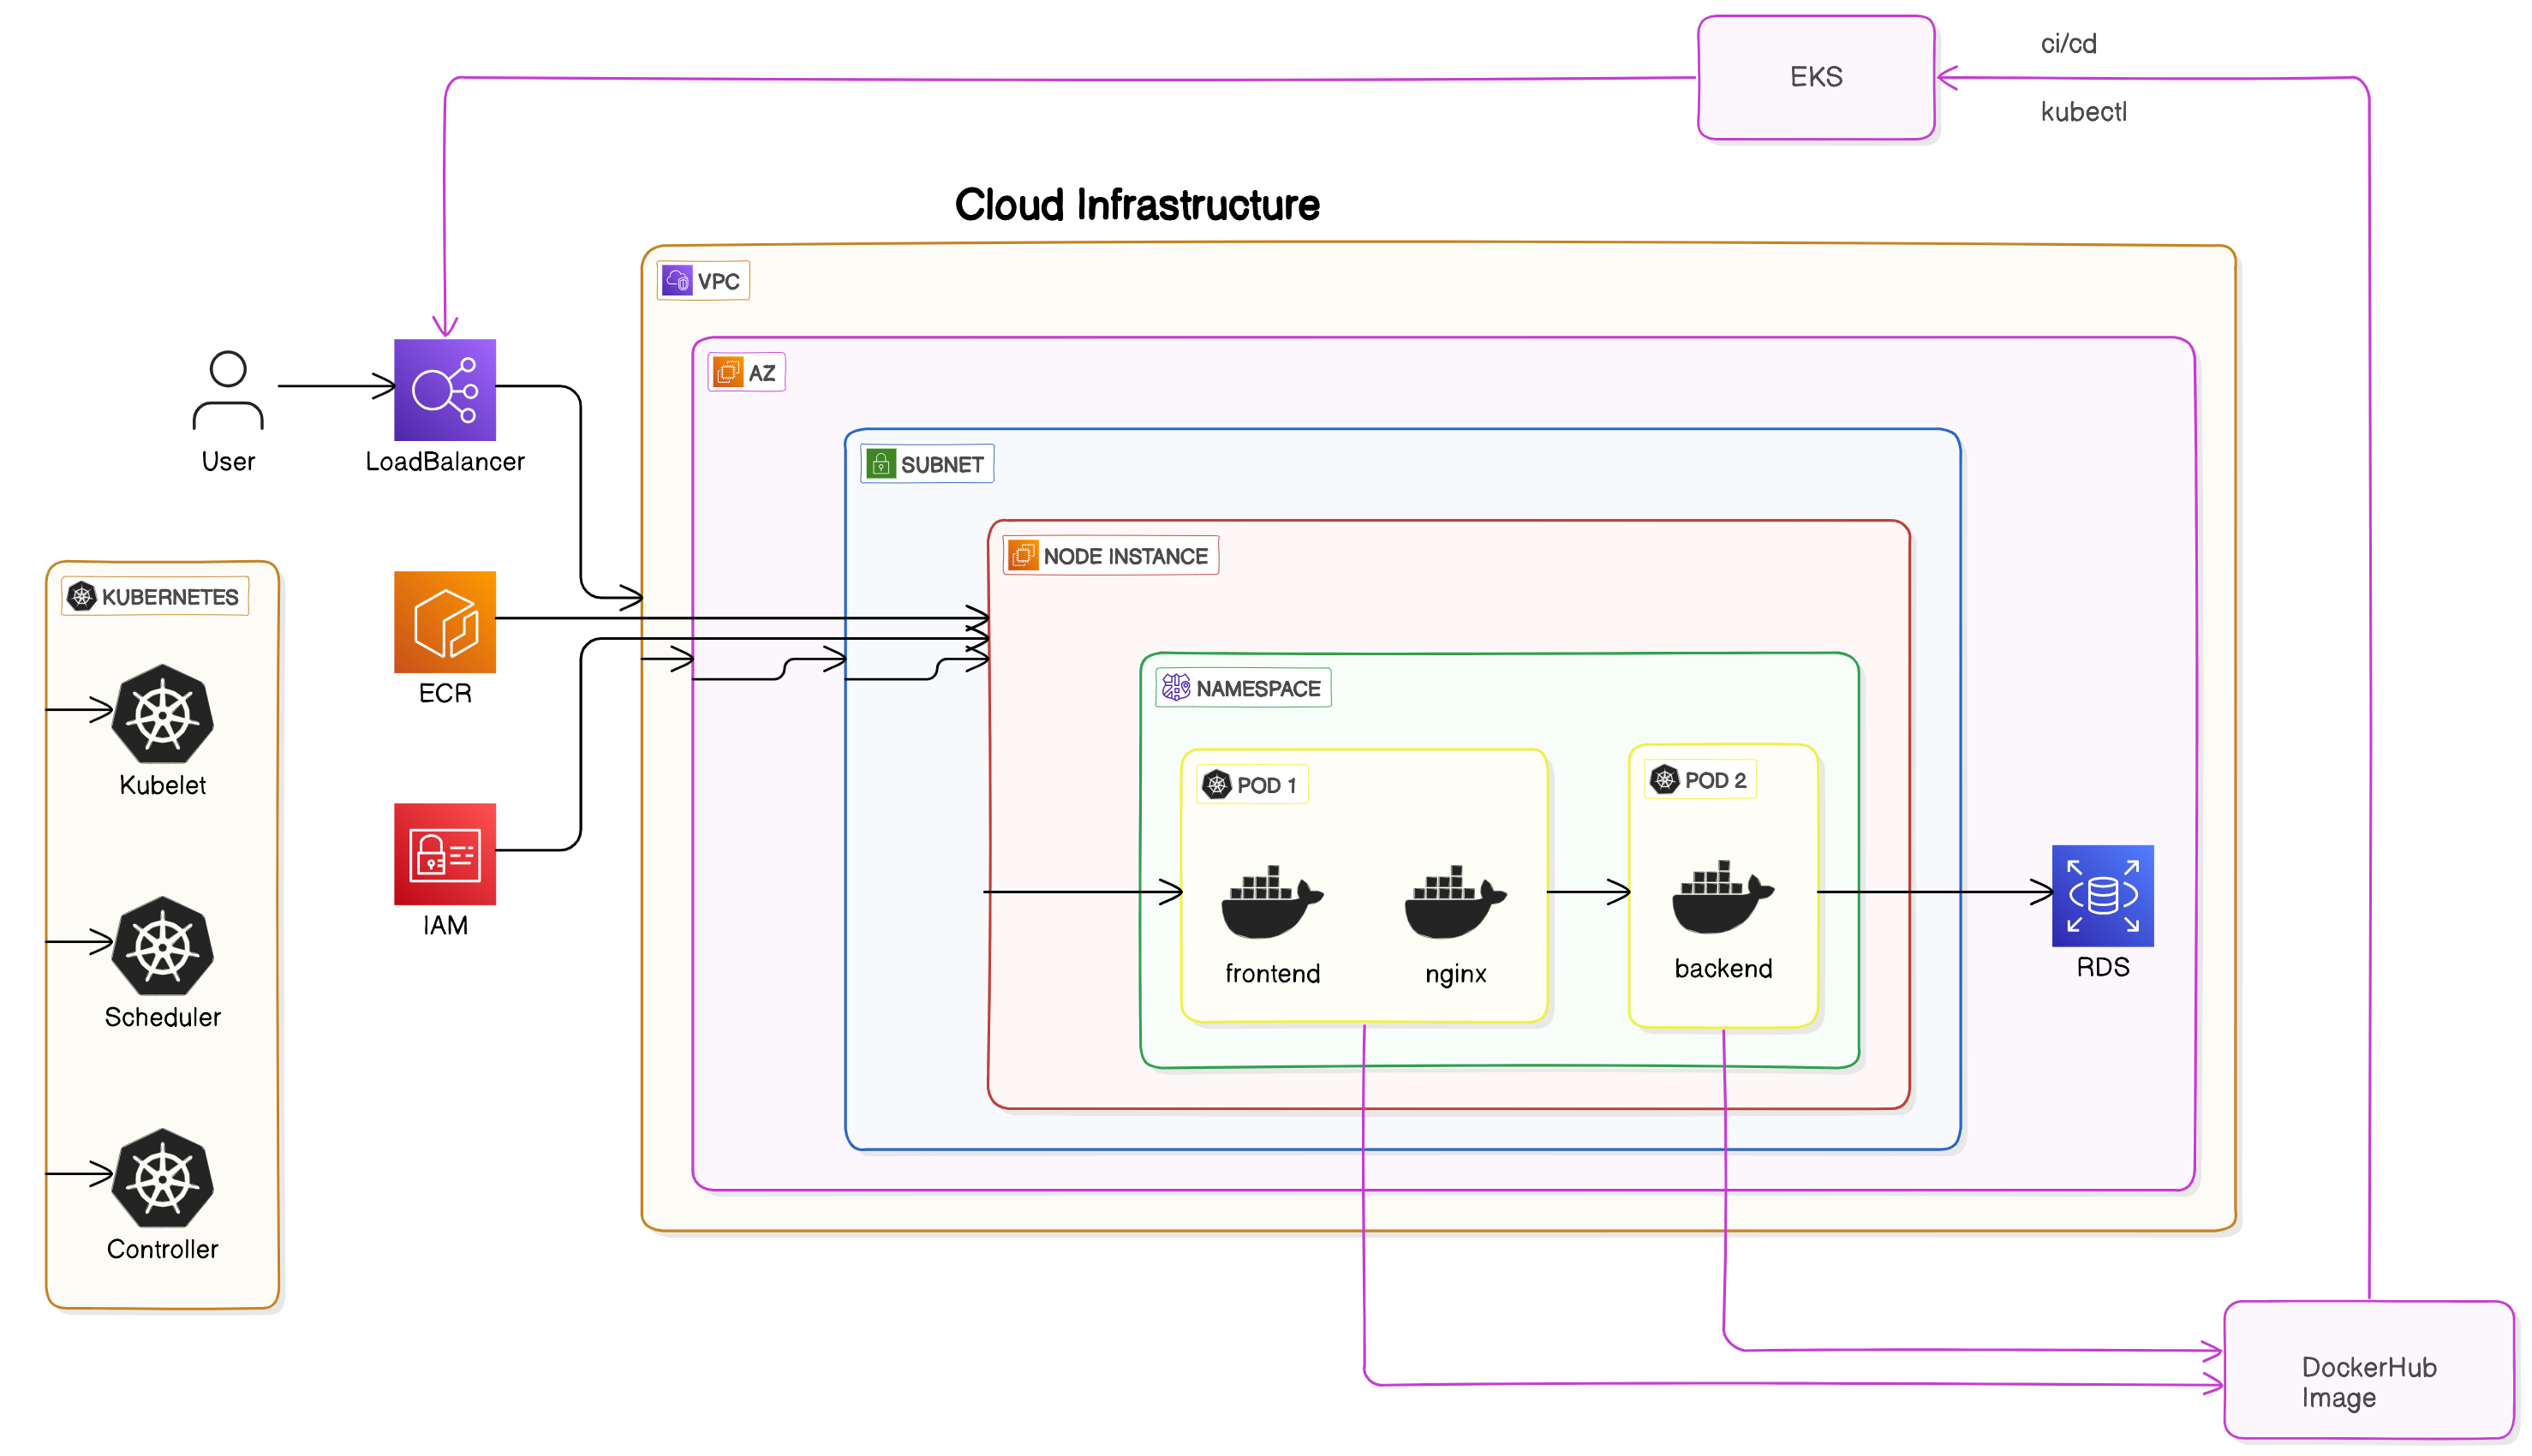 EKS
ci/cd
kubectl
Cloud Infrastructure
VPC
AZ
SUBNET
NODE INSTANCE
NAMESPACE
POD 1
POD 2
frontend
nginx
backend
RDS
User
LoadBalancer
ECR
IAM
KUBERNETES
Kubelet
Scheduler
Controller
DockerHub
Image